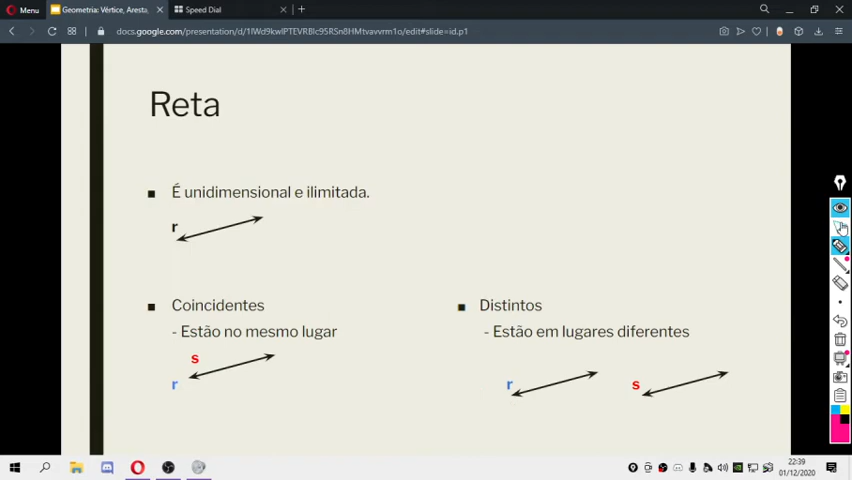 Menu
Geometria: Vértice, Aresta,
Speed Dial
docs.google.com/presentation/d/1IWd9kwlPTEVRBlc95RSn8HMtvavvrm1o/edit#slide=id.p1
Reta
É unidimensional e ilimitada.
r
Coincidentes
- Estão no mesmo lugar
s
r
Distintos
- Estão em lugares diferentes
r
s
22:39
01/12/2020